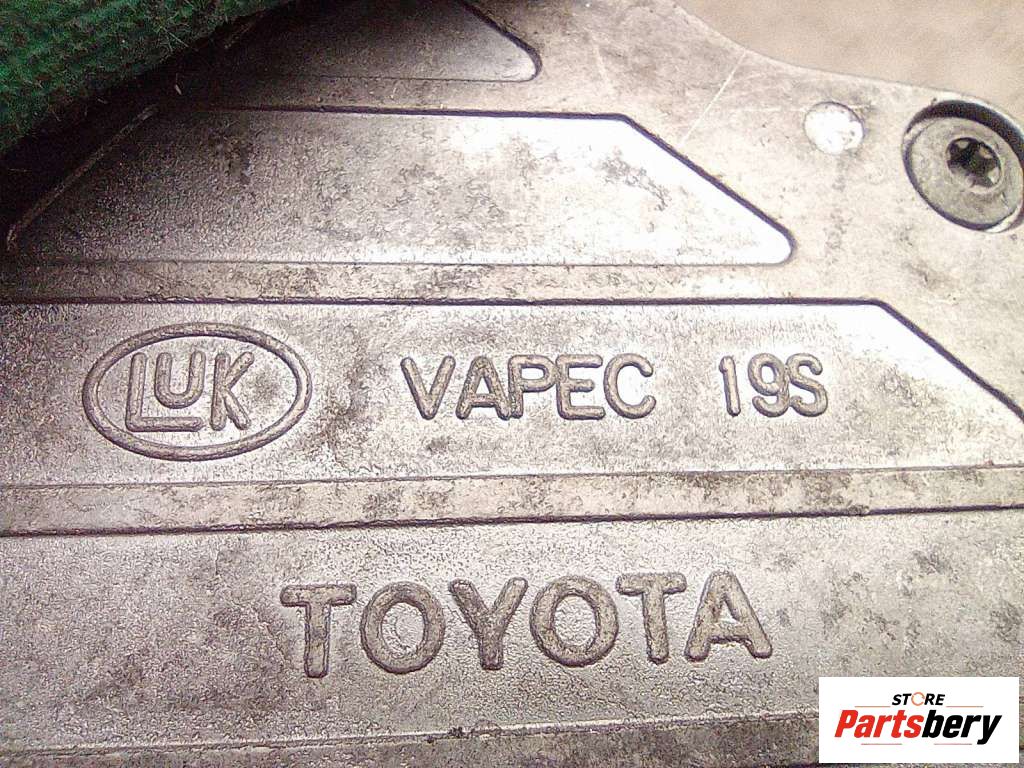 LUK VAPEC 19S
TOYOTA
STORE
Partsbery